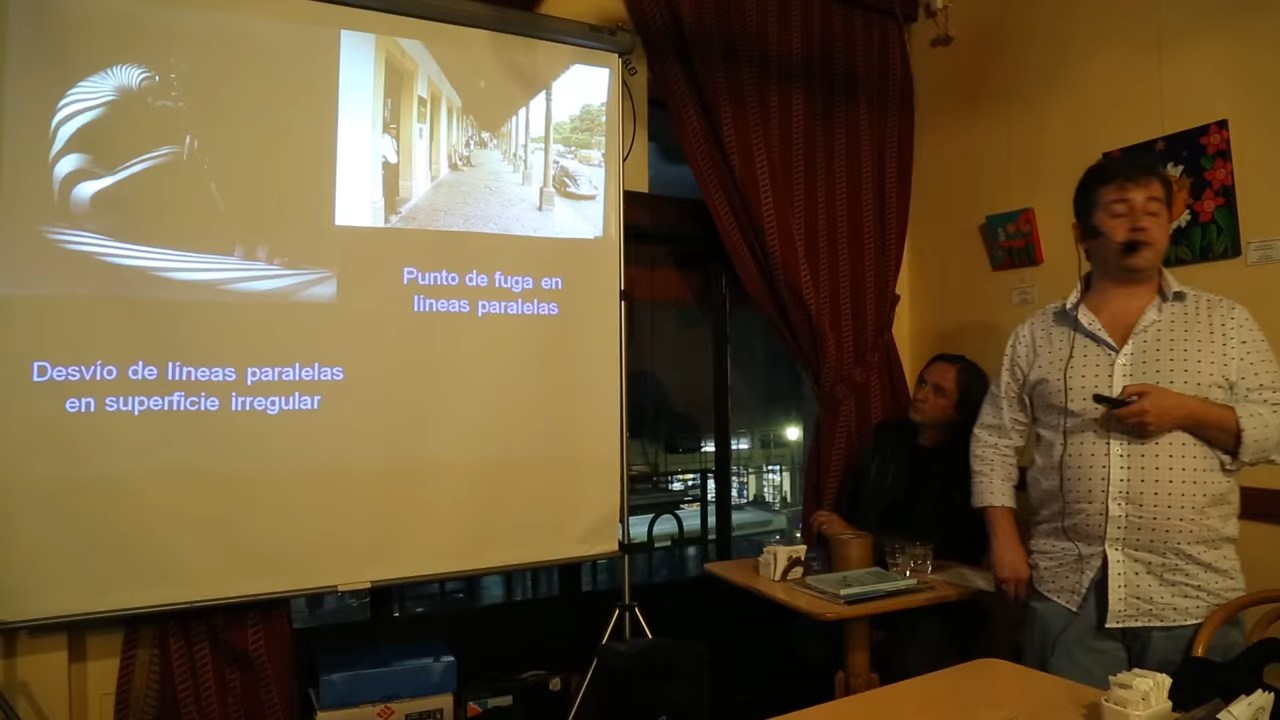 Punto de fuga en
líneas paralelas
Desvío de líneas paralelas
en superficie irregular